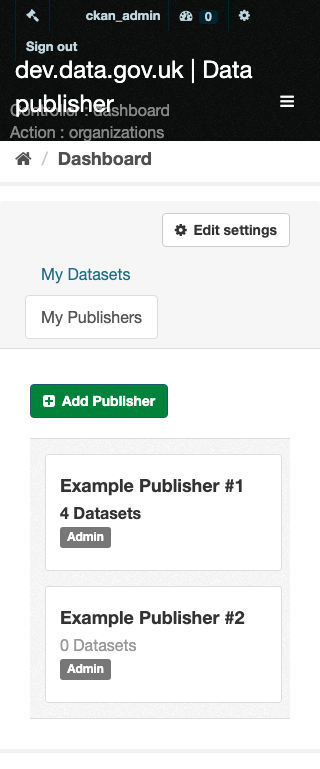 ckan_admin
0
Sign out
dev.data.gov.uk | Data
publisher
Controller : dashboard
Action : organizations
/ Dashboard
Edit settings
My Datasets
My Publishers
Add Publisher
Example Publisher #1
4 Datasets
Admin
Example Publisher #2
0 Datasets
Admin